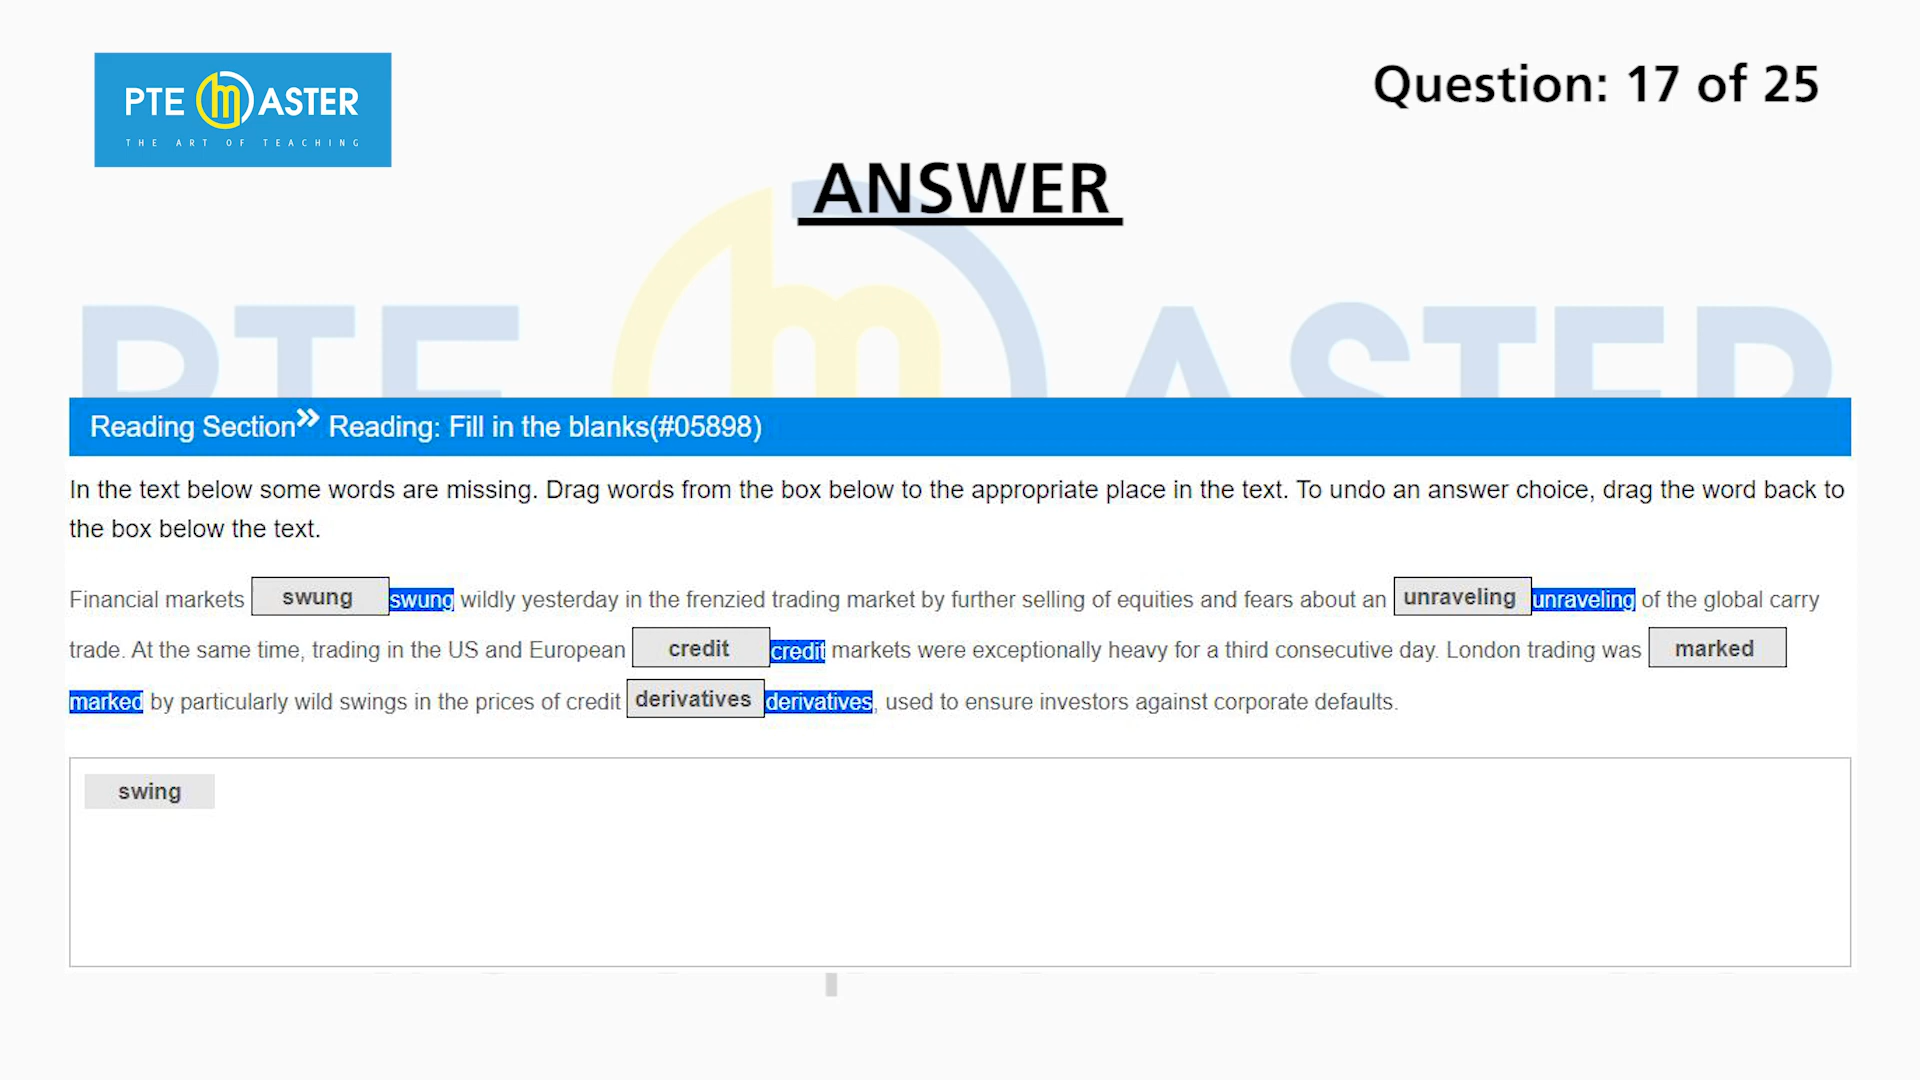 PTE MASTER
THE ART OF TEACHING
Question: 17 of 25
ANSWER
PTE MASTER
Reading Section» Reading: Fill in the blanks(#05898)
In the text below some words are missing. Drag words from the box below to the appropriate place in the text. To undo an answer choice, drag the word back to
the box below the text.
Financial markets swung swung wildly yesterday in the frenzied trading market by further selling of equities and fears about an unraveling unraveling of the global carry
trade. At the same time, trading in the US and European credit credit markets were exceptionally heavy for a third consecutive day. London trading was marked
marked by particularly wild swings in the prices of credit derivatives derivatives, used to ensure investors against corporate defaults.
swing